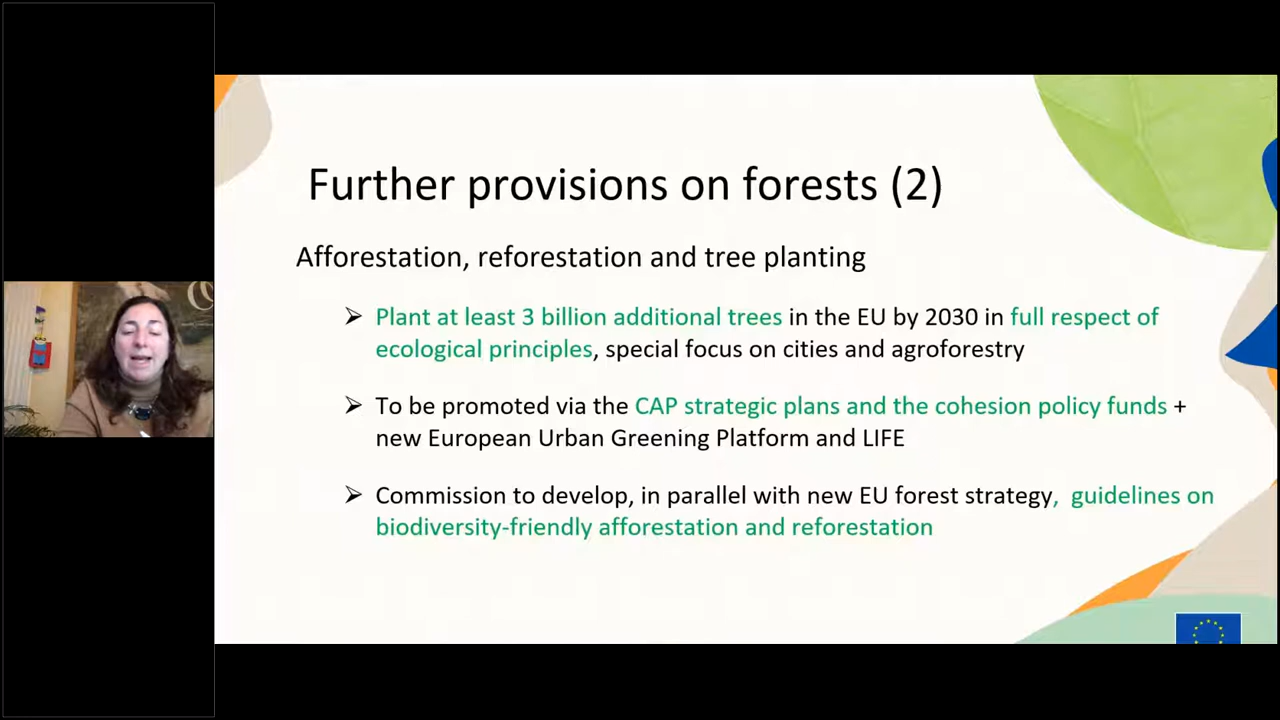 Further provisions on forests (2)
Afforestation, reforestation and tree planting
➢ Plant at least 3 billion additional trees in the EU by 2030 in full respect of
ecological principles, special focus on cities and agroforestry
➢ To be promoted via the CAP strategic plans and the cohesion policy funds +
new European Urban Greening Platform and LIFE
➢ Commission to develop, in parallel with new EU forest strategy, guidelines on
biodiversity-friendly afforestation and reforestation